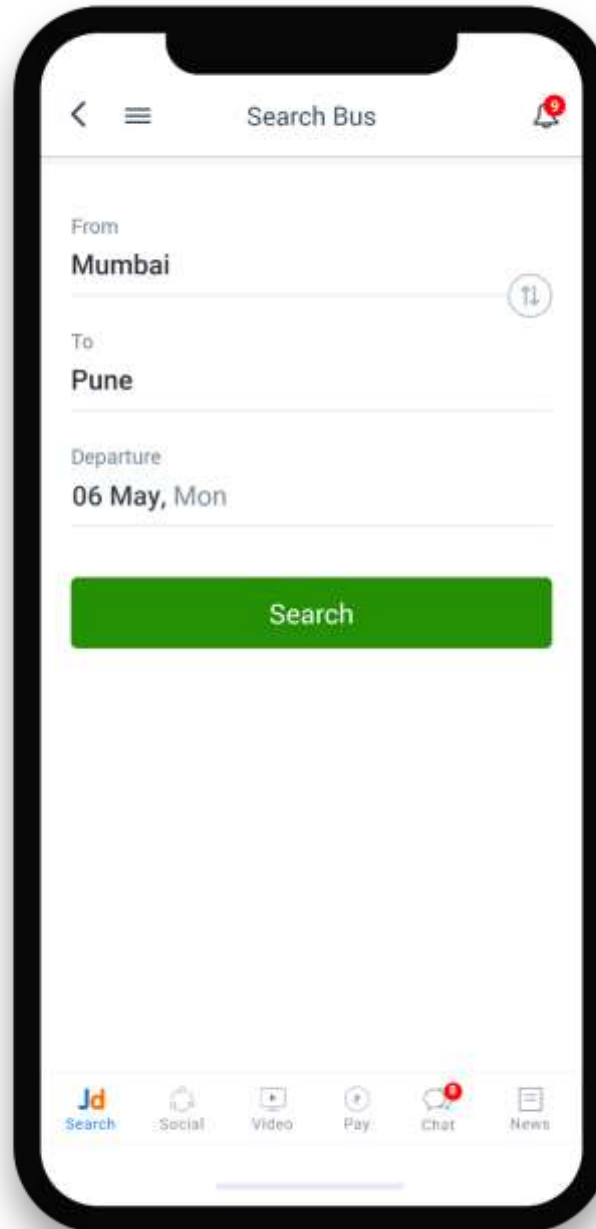 Search Bus
9
From
Mumbai
To
Pune
Departure
06 May, Mon
Search
Jd
8
Search Social Video Pay Chat News